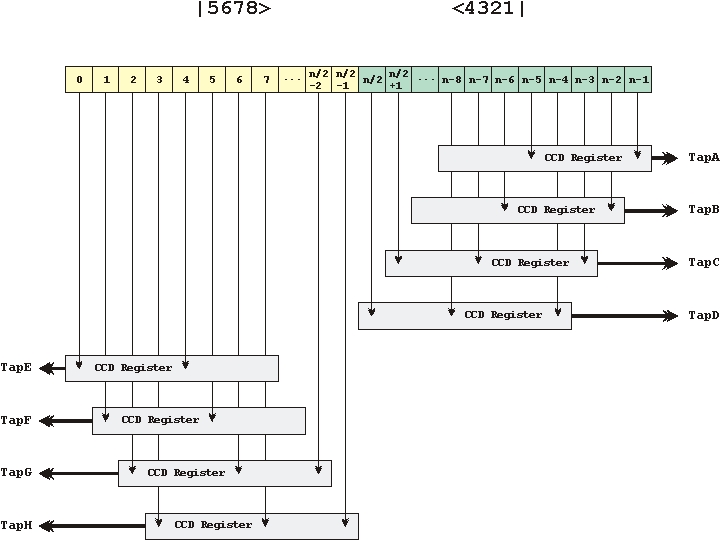 |5678> <4321|
0 1 2 3 4 5 6 7 ... n/2 -2 n/2 -1 n/2 n/2 +1 ... n-8 n-7 n-6 n-5 n-4 n-3 n-2 n-1
CCD Register TapA
CCD Register TapB
CCD Register TapC
CCD Register TapD
TapE CCD Register
TapF CCD Register
TapG CCD Register
TapH CCD Register